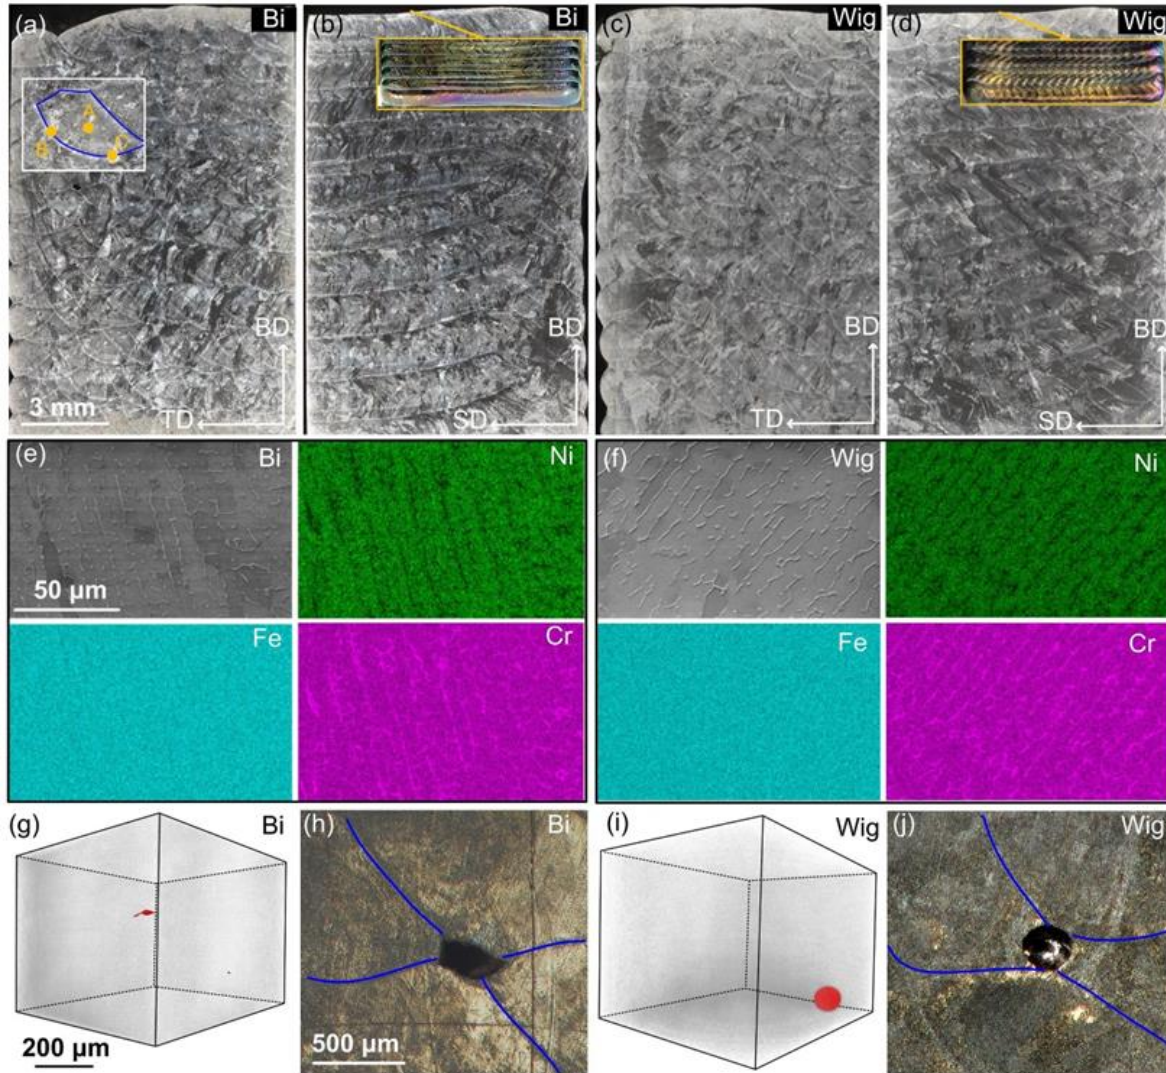 (a) Bi
(b) Bi
(c) Wig
(d) Wig
A
B
C
BD
3 mm
TD
BD
SD
BD
TD
BD
SD
(e) Bi
Ni
50 μm
Fe
Cr
(f) Wig
Ni
Fe
Cr
(g) Bi
200 μm
(h) Bi
500 μm
(i) Wig
(j) Wig